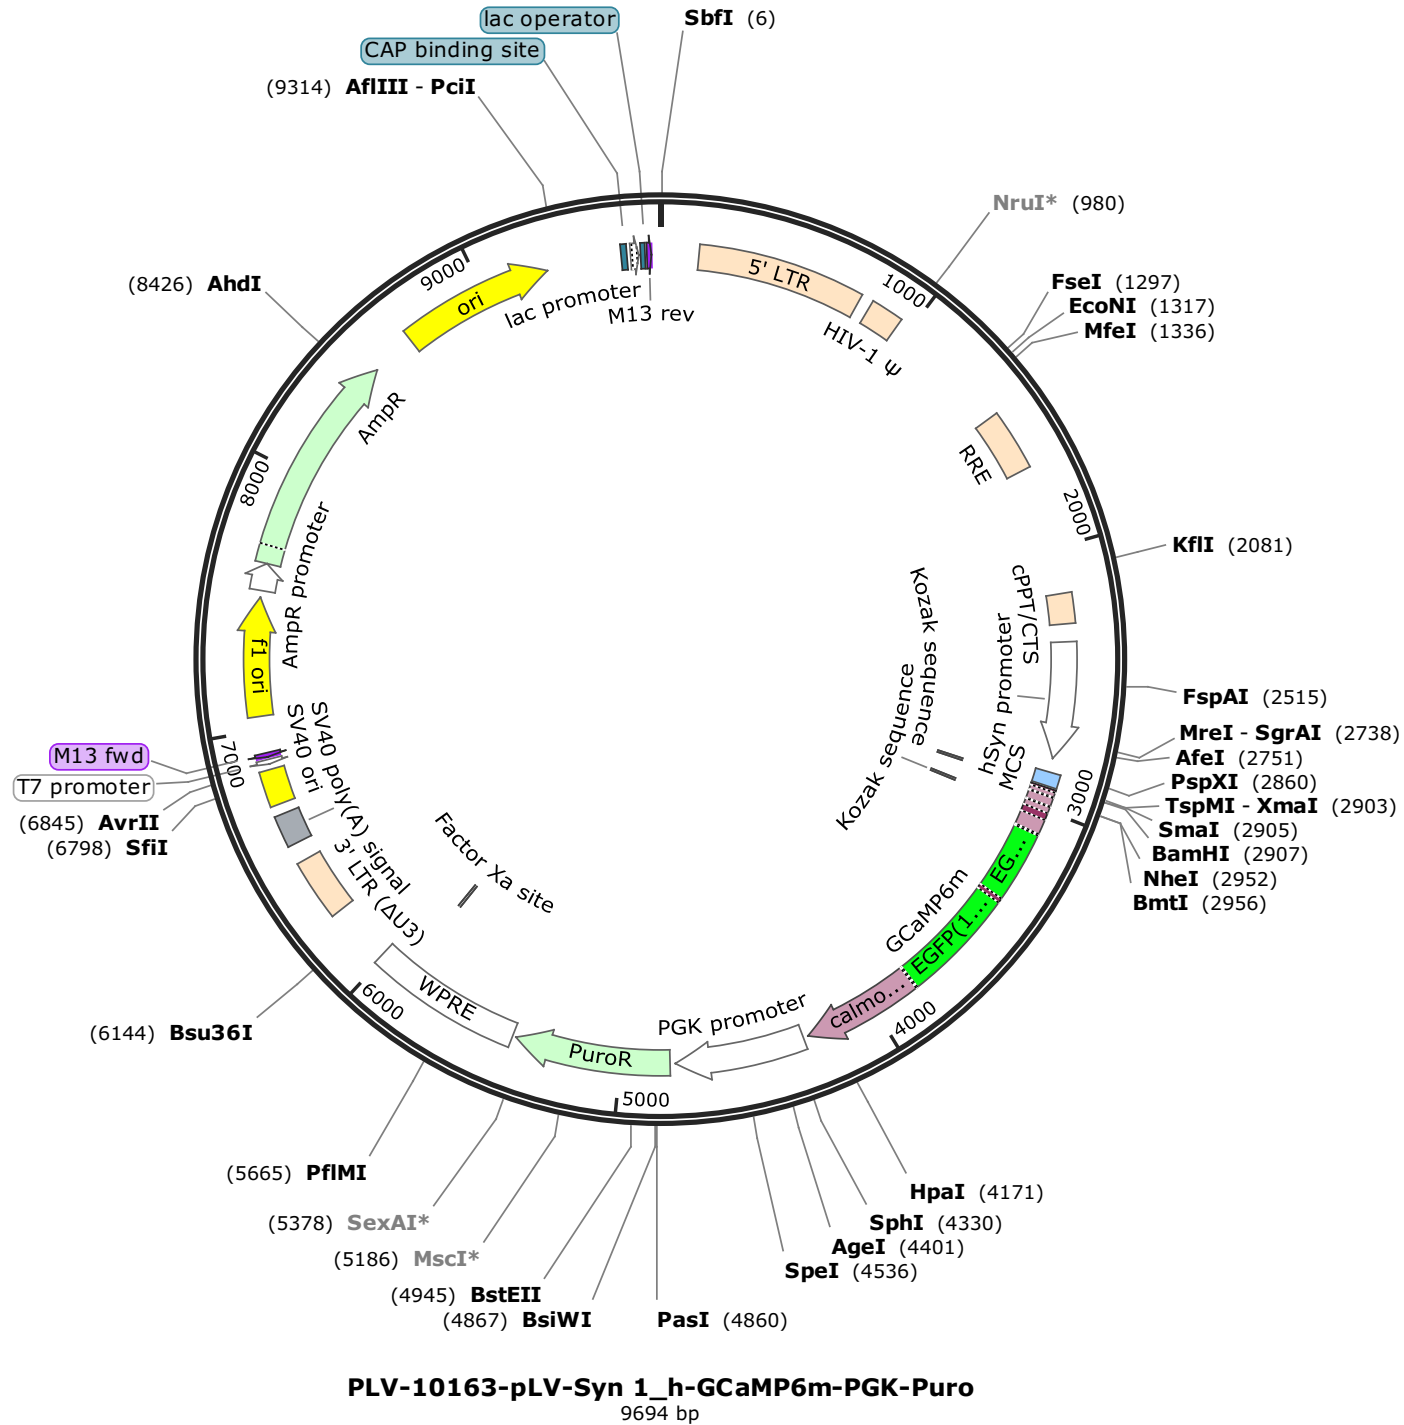 lac operator
SbfI (6)
CAP binding site
(9314) AflIII - PciI
NruI* (980)
FseI (1297)
EcoNI (1317)
MfeI (1336)
(8426) AhdI
KflI (2081)
FspAI (2515)
MreI - SgrAI (2738)
AfeI (2751)
PspXI (2860)
TspMI - XmaI (2903)
SmaI (2905)
BamHI (2907)
NheI (2952)
BmtI (2956)
HpaI (4171)
SphI (4330)
AgeI (4401)
SpeI (4536)
PasI (4860)
(4867) BsiWI
(4945) BstEII
(5186) MscI*
(5378) SexAI*
(5665) PflMI
(6144) Bsu36I
(6798) SfiI
(6845) AvrII
T7 promoter
M13 fwd
1000
2000
3000
4000
5000
6000
7000
8000
9000
5' LTR
HIV-1 Ψ
RRE
cPPT/CTS
hSyn promoter
MCS
Kozak sequence
Kozak sequence
EG...
EGFP(1...
calmo...
GCaMP6m
PGK promoter
PuroR
WPRE
Factor Xa site
3' LTR (ΔU3)
SV40 poly(A) signal
SV40 ori
f1 ori
AmpR promoter
AmpR
ori
lac promoter
M13 rev
PLV-10163-pLV-Syn 1_h-GCaMP6m-PGK-Puro
9694 bp